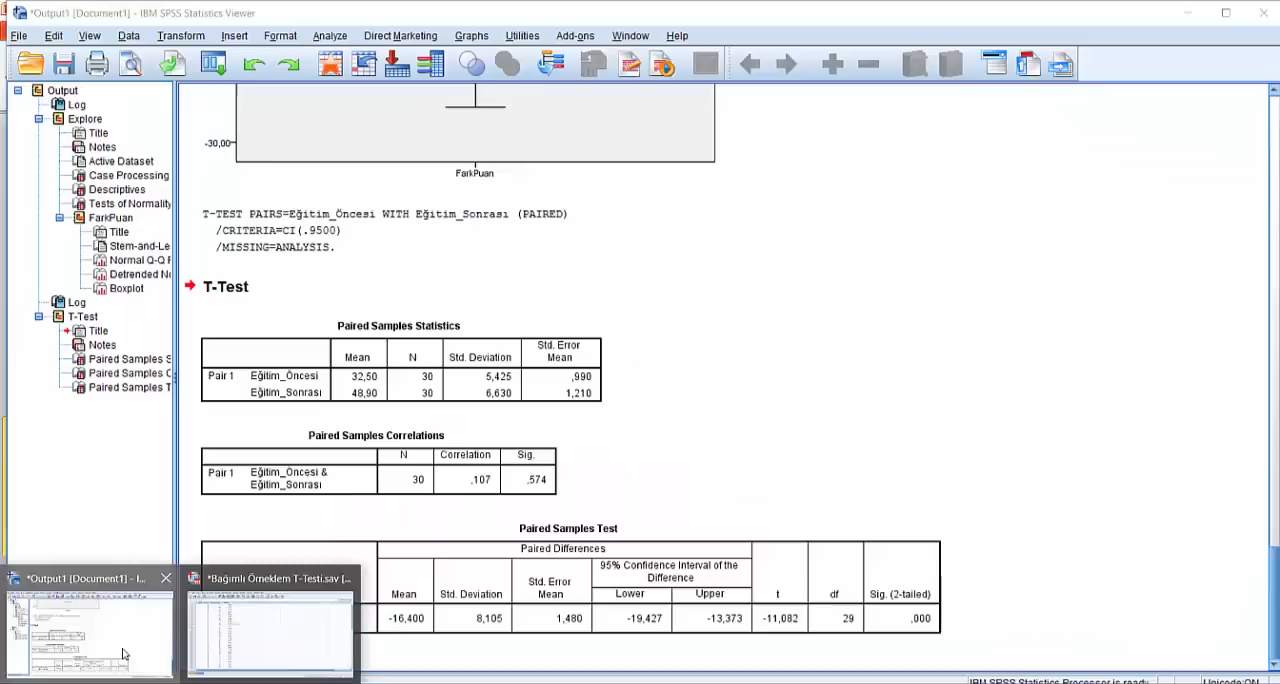 *Output1 [Document1] - IBM SPSS Statistics Viewer
File Edit View Data Transform Insert Format Analyze Direct Marketing Graphs Utilities Add-ons Window Help
Output
Log
Explore
Title
Notes
Active Dataset
Case Processing
Descriptives
Tests of Normality
FarkPuan
Title
Stem-and-Le
Normal Q-Q
Detrended
Boxplot
Log
T-Test
Title
Notes
Paired Samples S
Paired Samples C
Paired Samples T
-30,00
FarkPuan
T-TEST PAIRS=Eğitim_Öncesi WITH Eğitim_Sonrası (PAIRED)
/CRITERIA=CI(.9500)
/MISSING=ANALYSIS.
T-Test
Paired Samples Statistics
Mean N Std. Deviation Std. Error Mean
Pair 1 Eğitim_Öncesi 32,50 30 5,425 ,990
Eğitim_Sonrası 48,90 30 6,630 1,210
Paired Samples Correlations
N Correlation Sig.
Pair 1 Eğitim_Öncesi & Eğitim_Sonrası 30 ,107 ,574
Paired Samples Test
Paired Differences
95% Confidence Interval of the Difference
Mean Std. Deviation Std. Error Mean Lower Upper t df Sig. (2-tailed)
-16,400 8,105 1,480 -19,427 -13,373 -11,082 29 ,000
*Output1 [Document1] - I...
*Bağımlı Örneklem T-Testi.sav [...
IBM SPSS Statistics Processor is ready
Unicode:ON